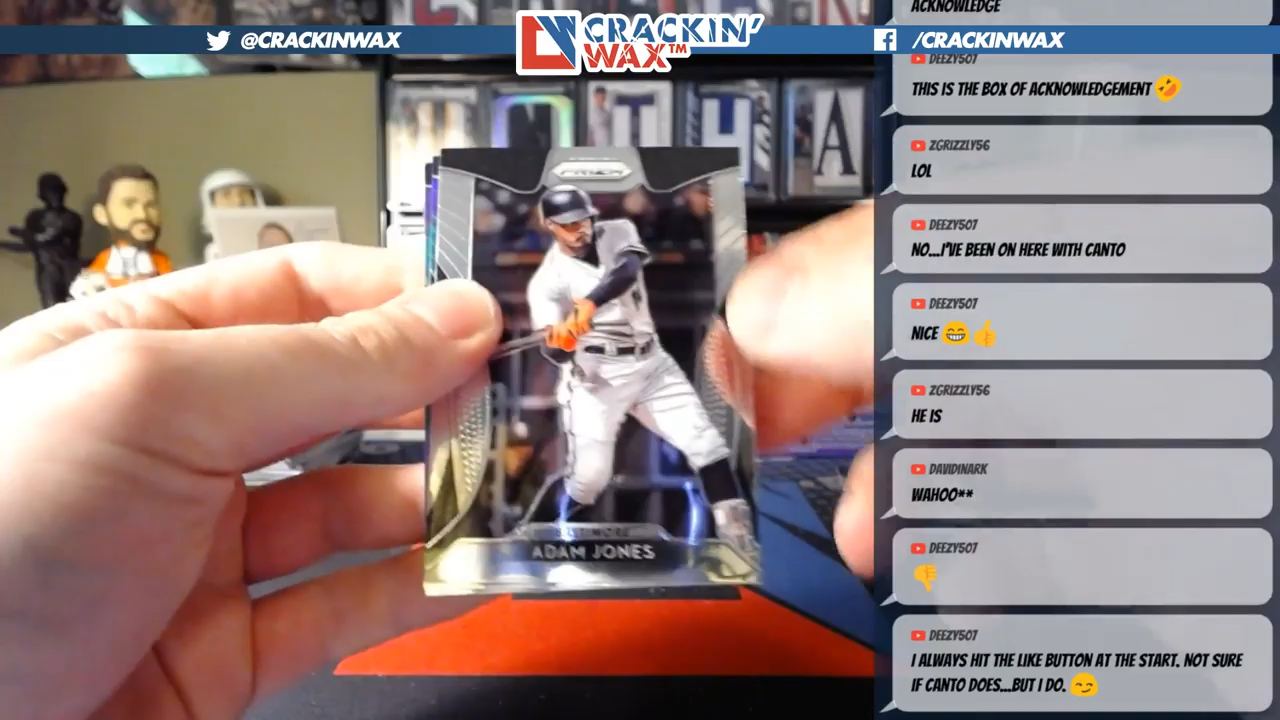 @CRACKINWAX
CRACKIN'
WAX™
/CRACKINWAX
PRIZM
ADAM JONES
A
T H
ACKNOWLEDGE
DEEZY507
THIS IS THE BOX OF ACKNOWLEDGEMENT 🤣
ZGRIZZLY56
LOL
DEEZY507
NO...I'VE BEEN ON HERE WITH CANTO
DEEZY507
NICE 😁👍
ZGRIZZLY56
HE IS
DAVIDINARK
WAHOO**
DEEZY507
👎
DEEZY507
I ALWAYS HIT THE LIKE BUTTON AT THE START. NOT SURE
IF CANTO DOES...BUT I DO. 😏